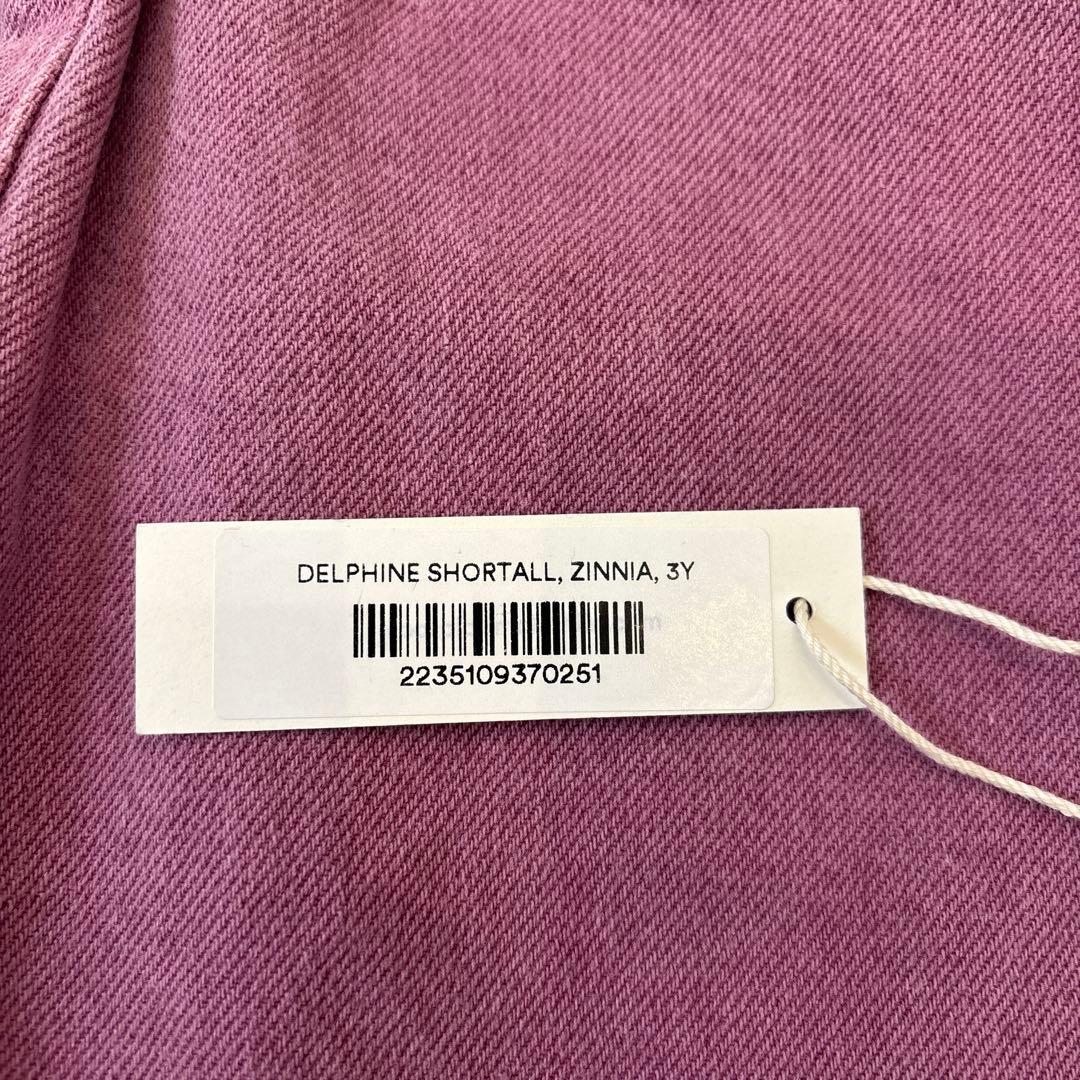 DELPHINE SHORTALL, ZINNIA, 3Y
2235109370251